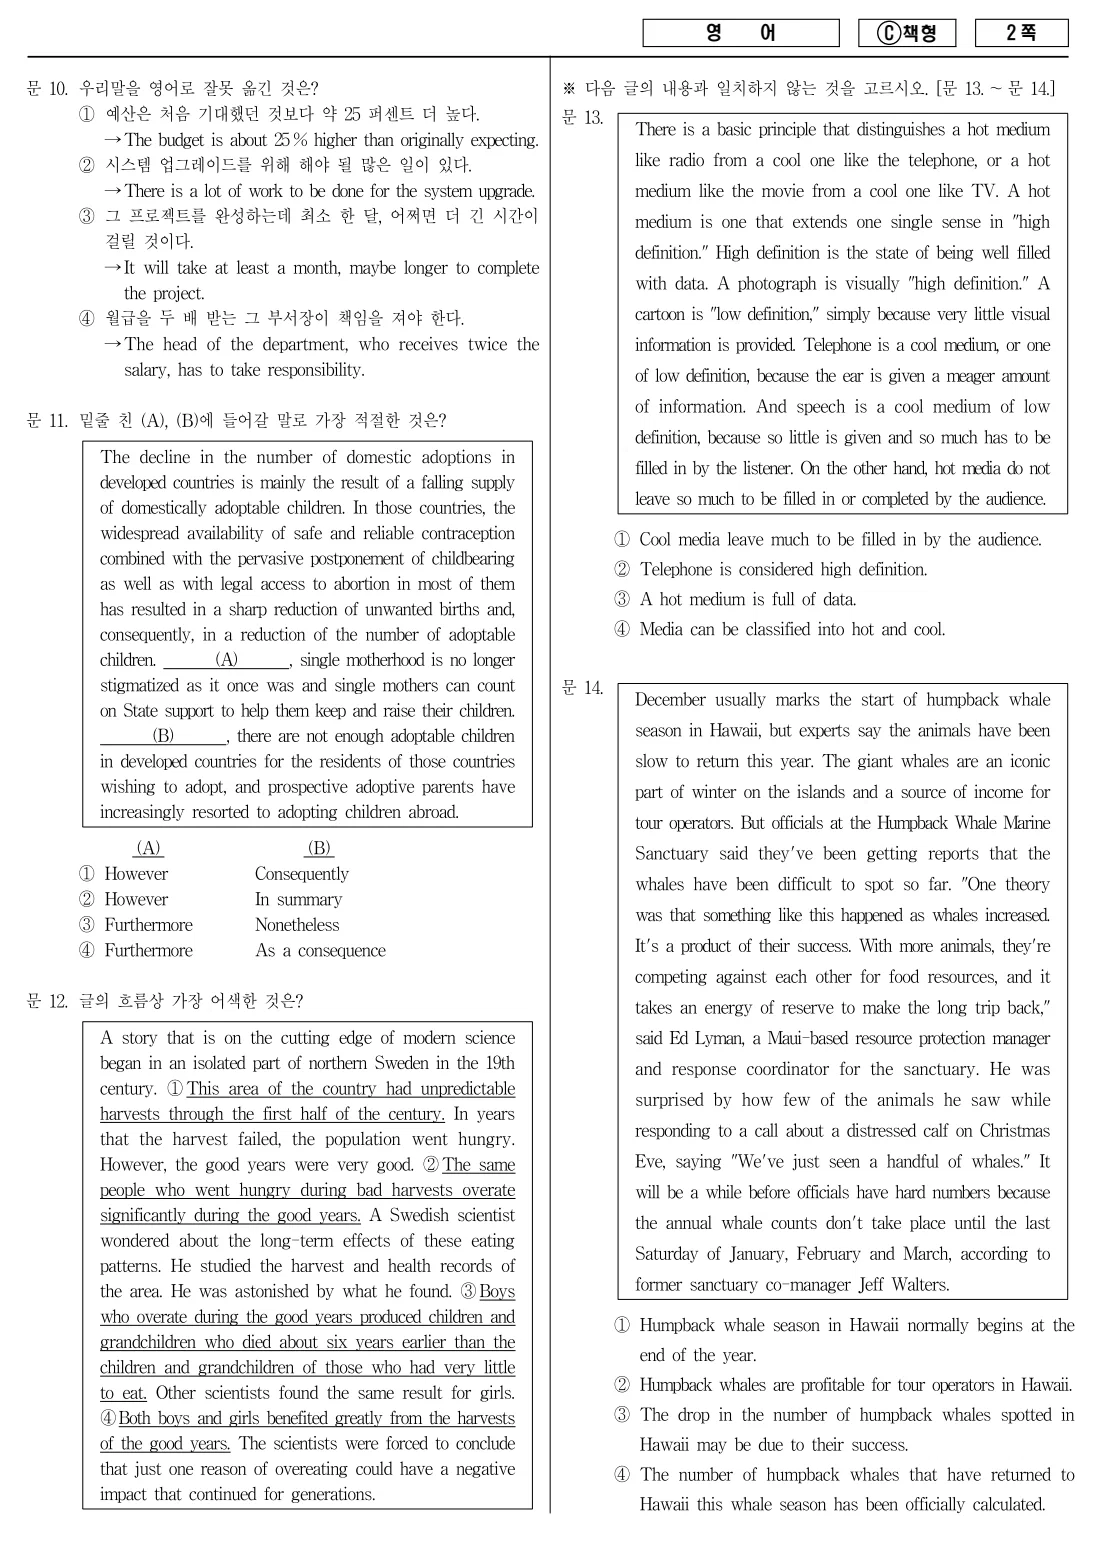 영 어 Ⓒ책형 2쪽
문 10. 우리말을 영어로 잘못 옮긴 것은?
① 예산은 처음 기대했던 것보다 약 25 퍼센트 더 높다.
→The budget is about 25% higher than originally expecting.
② 시스템 업그레이드를 위해 해야 될 많은 일이 있다.
→There is a lot of work to be done for the system upgrade.
③ 그 프로젝트를 완성하는데 최소 한 달, 어쩌면 더 긴 시간이
걸릴 것이다.
→It will take at least a month, maybe longer to complete
the project.
④ 월급을 두 배 받는 그 부서장이 책임을 져야 한다.
→The head of the department, who receives twice the
salary, has to take responsibility.
문 11. 밑줄 친 (A), (B)에 들어갈 말로 가장 적절한 것은?
The decline in the number of domestic adoptions in
developed countries is mainly the result of a falling supply
of domestically adoptable children. In those countries, the
widespread availability of safe and reliable contraception
combined with the pervasive postponement of childbearing
as well as with legal access to abortion in most of them
has resulted in a sharp reduction of unwanted births and,
consequently, in a reduction of the number of adoptable
children. (A) , single motherhood is no longer
stigmatized as it once was and single mothers can count
on State support to help them keep and raise their children.
(B) , there are not enough adoptable children
in developed countries for the residents of those countries
wishing to adopt, and prospective adoptive parents have
increasingly resorted to adopting children abroad.
(A) (B)
① However Consequently
② However In summary
③ Furthermore Nonetheless
④ Furthermore As a consequence
문 12. 글의 흐름상 가장 어색한 것은?
A story that is on the cutting edge of modern science
began in an isolated part of northern Sweden in the 19th
century. ①This area of the country had unpredictable
harvests through the first half of the century. In years
that the harvest failed, the population went hungry.
However, the good years were very good. ②The same
people who went hungry during bad harvests overate
significantly during the good years. A Swedish scientist
wondered about the long-term effects of these eating
patterns. He studied the harvest and health records of
the area. He was astonished by what he found. ③Boys
who overate during the good years produced children and
grandchildren who died about six years earlier than the
children and grandchildren of those who had very little
to eat. Other scientists found the same result for girls.
④Both boys and girls benefited greatly from the harvests
of the good years. The scientists were forced to conclude
that just one reason of overeating could have a negative
impact that continued for generations.
※ 다음 글의 내용과 일치하지 않는 것을 고르시오. [문 13. ~ 문 14.]
문 13.
There is a basic principle that distinguishes a hot medium
like radio from a cool one like the telephone, or a hot
medium like the movie from a cool one like TV. A hot
medium is one that extends one single sense in "high
definition." High definition is the state of being well filled
with data. A photograph is visually "high definition." A
cartoon is "low definition," simply because very little visual
information is provided. Telephone is a cool medium, or one
of low definition, because the ear is given a meager amount
of information. And speech is a cool medium of low
definition, because so little is given and so much has to be
filled in by the listener. On the other hand, hot media do not
leave so much to be filled in or completed by the audience.
① Cool media leave much to be filled in by the audience.
② Telephone is considered high definition.
③ A hot medium is full of data.
④ Media can be classified into hot and cool.
문 14.
December usually marks the start of humpback whale
season in Hawaii, but experts say the animals have been
slow to return this year. The giant whales are an iconic
part of winter on the islands and a source of income for
tour operators. But officials at the Humpback Whale Marine
Sanctuary said they've been getting reports that the
whales have been difficult to spot so far. "One theory
was that something like this happened as whales increased.
It's a product of their success. With more animals, they're
competing against each other for food resources, and it
takes an energy of reserve to make the long trip back,"
said Ed Lyman, a Maui-based resource protection manager
and response coordinator for the sanctuary. He was
surprised by how few of the animals he saw while
responding to a call about a distressed calf on Christmas
Eve, saying "We've just seen a handful of whales." It
will be a while before officials have hard numbers because
the annual whale counts don't take place until the last
Saturday of January, February and March, according to
former sanctuary co-manager Jeff Walters.
① Humpback whale season in Hawaii normally begins at the
end of the year.
② Humpback whales are profitable for tour operators in Hawaii.
③ The drop in the number of humpback whales spotted in
Hawaii may be due to their success.
④ The number of humpback whales that have returned to
Hawaii this whale season has been officially calculated.